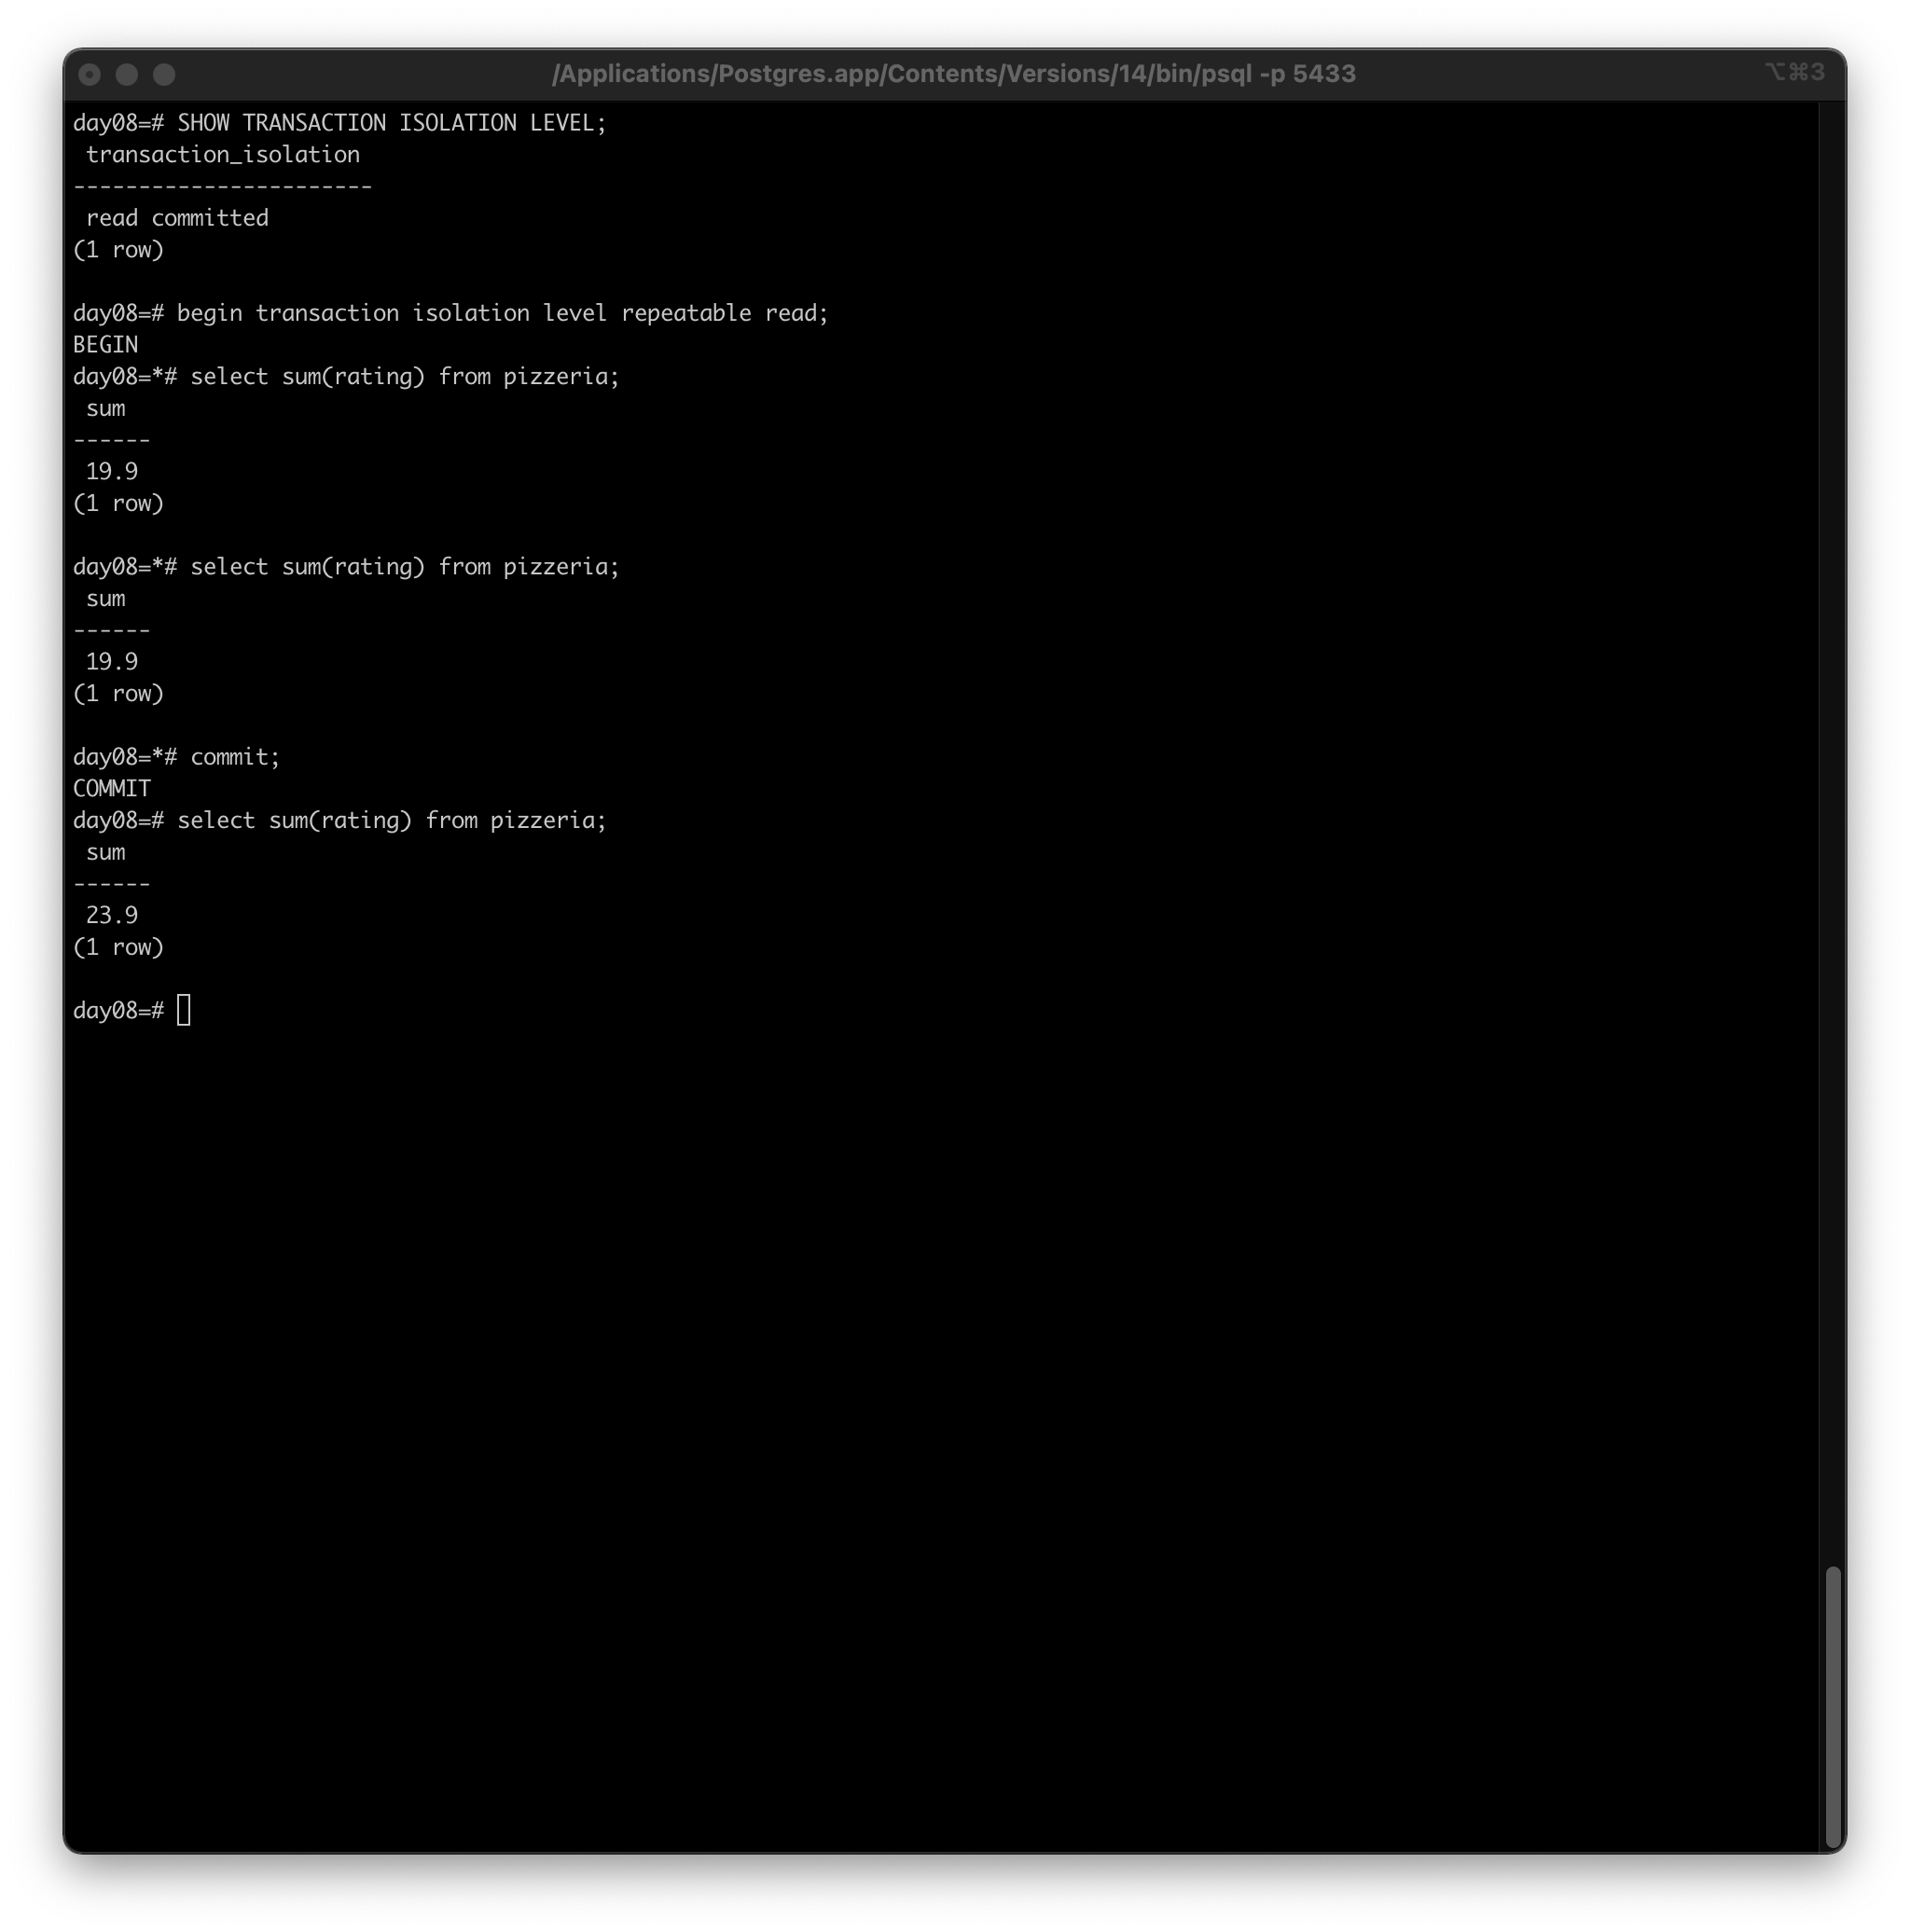 /Applications/Postgres.app/Contents/Versions/14/bin/psql -p 5433 ⌥⌘3
day08=# SHOW TRANSACTION ISOLATION LEVEL;
 transaction_isolation
-----------------------
 read committed
(1 row)

day08=# begin transaction isolation level repeatable read;
BEGIN
day08=*# select sum(rating) from pizzeria;
 sum
------
 19.9
(1 row)

day08=*# select sum(rating) from pizzeria;
 sum
------
 19.9
(1 row)

day08=*# commit;
COMMIT
day08=# select sum(rating) from pizzeria;
 sum
------
 23.9
(1 row)

day08=#